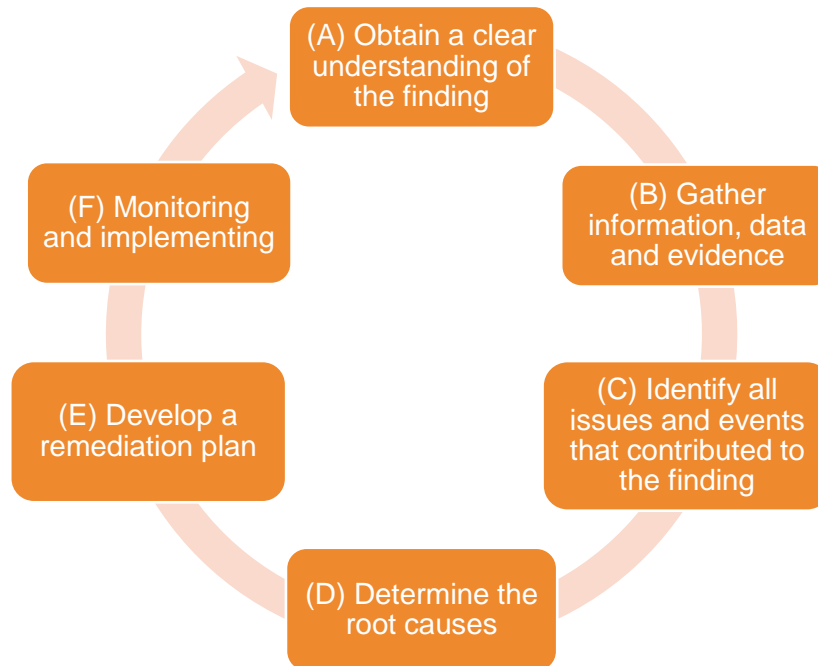 (A) Obtain a clear
understanding of
the finding
(B) Gather
information, data
and evidence
(C) Identify all
issues and events
that contributed to
the finding
(D) Determine the
root causes
(E) Develop a
remediation plan
(F) Monitoring
and implementing